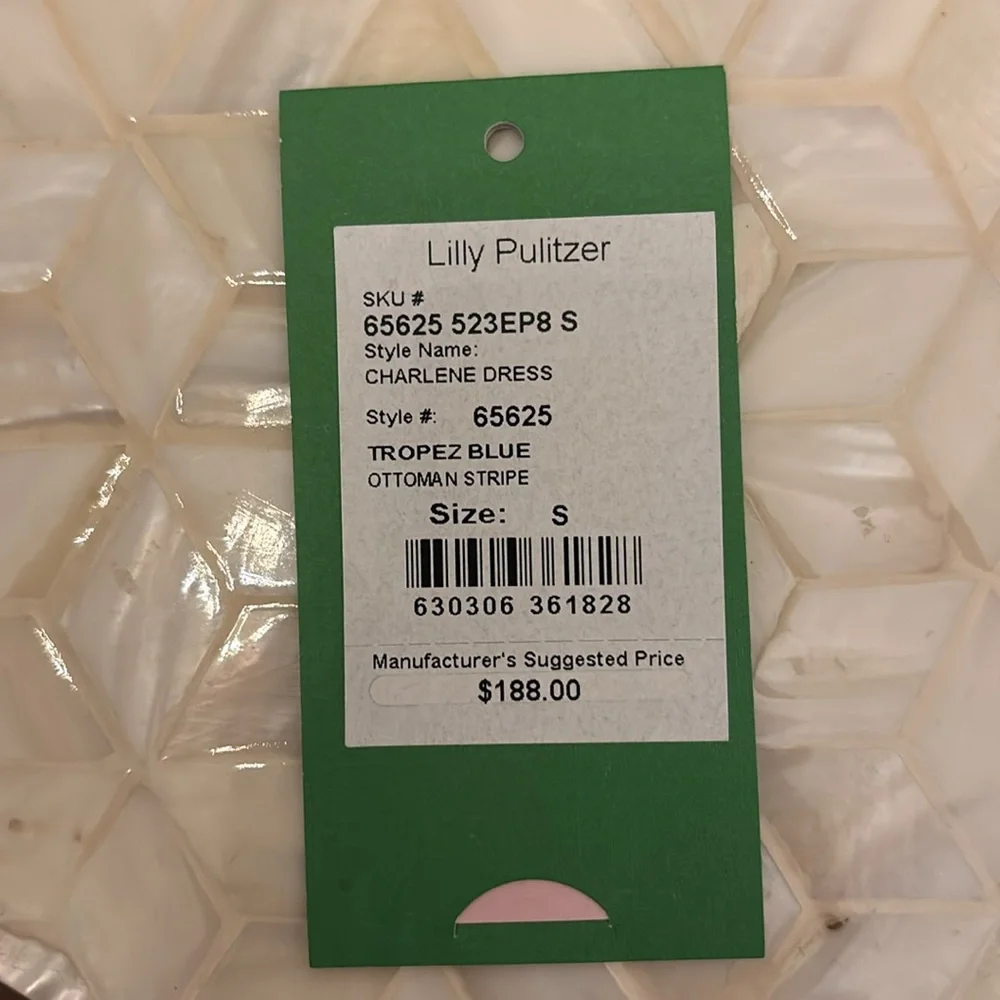 Lilly Pulitzer
SKU #
65625 523EP8 S
Style Name:
CHARLENE DRESS
Style #: 65625
TROPEZ BLUE
OTTOMAN STRIPE
Size: S
630306 361828
Manufacturer's Suggested Price
$188.00